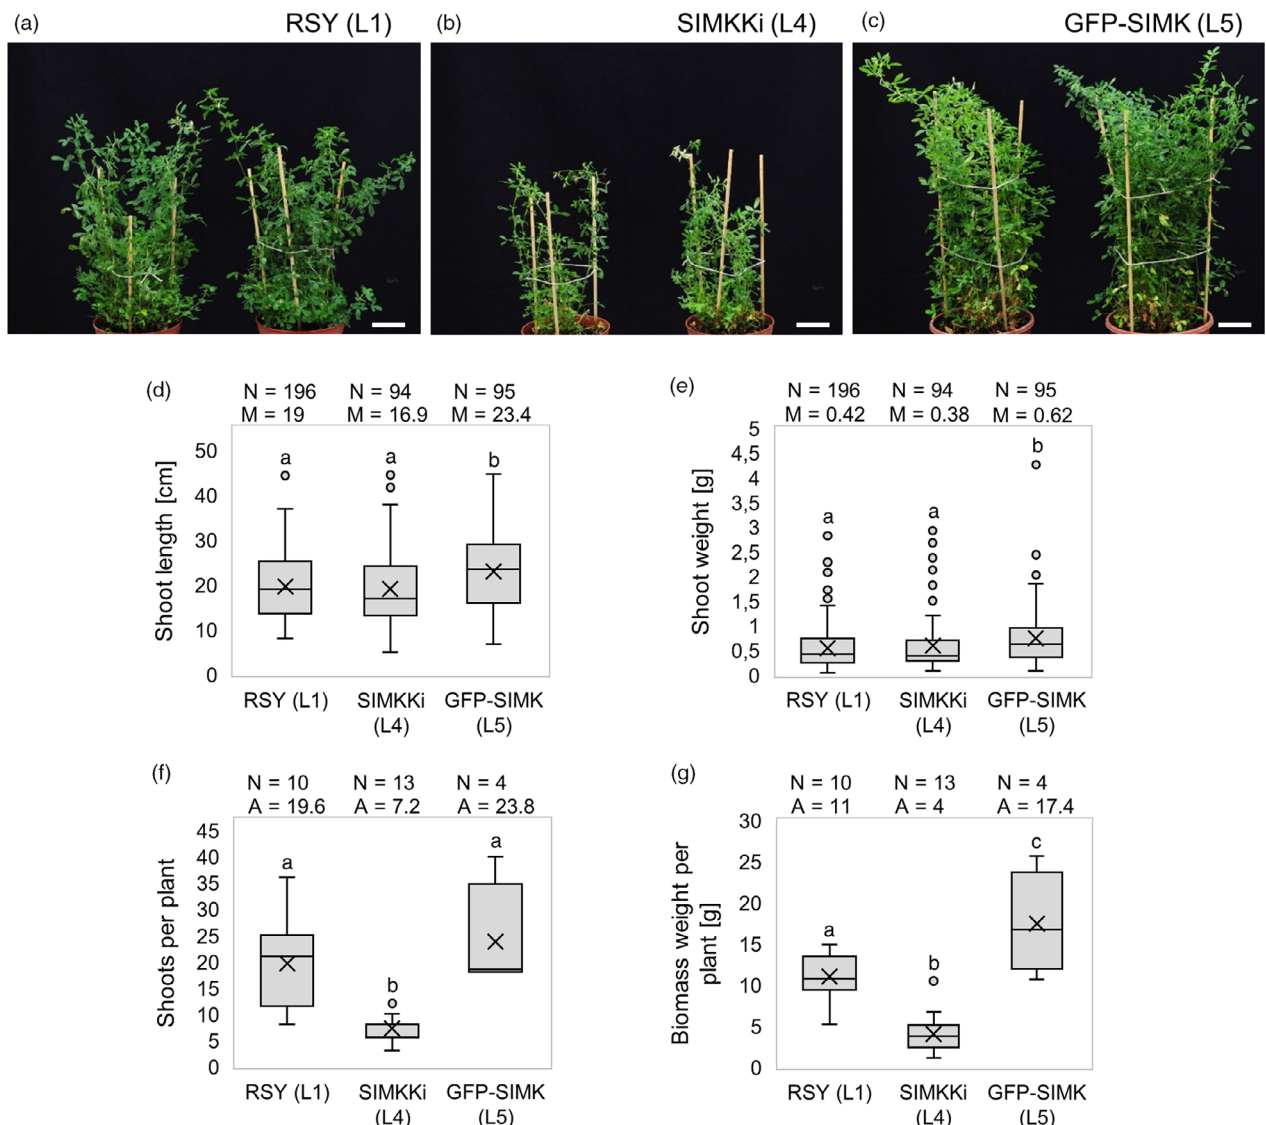 (a) RSY (L1)
(b) SIMKKi (L4)
(c) GFP-SIMK (L5)
(d)
N = 196 N = 94 N = 95
M = 19 M = 16.9 M = 23.4
Shoot length [cm]
50
40
30
20
10
0
a a b
RSY (L1) SIMKKi (L4) GFP-SIMK (L5)
(e)
N = 196 N = 94 N = 95
M = 0.42 M = 0.38 M = 0.62
Shoot weight [g]
5
4,5
4
3,5
3
2,5
2
1,5
1
0,5
0
a a b
RSY (L1) SIMKKi (L4) GFP-SIMK (L5)
(f)
N = 10 N = 13 N = 4
A = 19.6 A = 7.2 A = 23.8
Shoots per plant
45
40
35
30
25
20
15
10
5
0
a b a
RSY (L1) SIMKKi (L4) GFP-SIMK (L5)
(g)
N = 10 N = 13 N = 4
A = 11 A = 4 A = 17.4
Biomass weight per
plant [g]
30
25
20
15
10
5
0
a b c
RSY (L1) SIMKKi (L4) GFP-SIMK (L5)